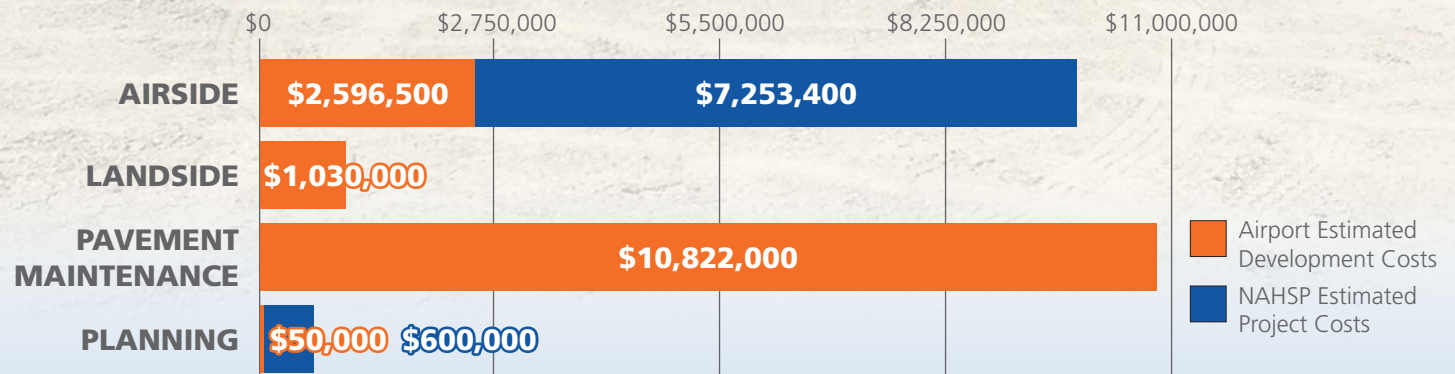 $0 $2,750,000 $5,500,000 $8,250,000 $11,000,000
AIRSIDE $2,596,500 $7,253,400
LANDSIDE $1,030,000
PAVEMENT
MAINTENANCE $10,822,000
PLANNING $50,000 $600,000
Airport Estimated
Development Costs
NAHSP Estimated
Project Costs